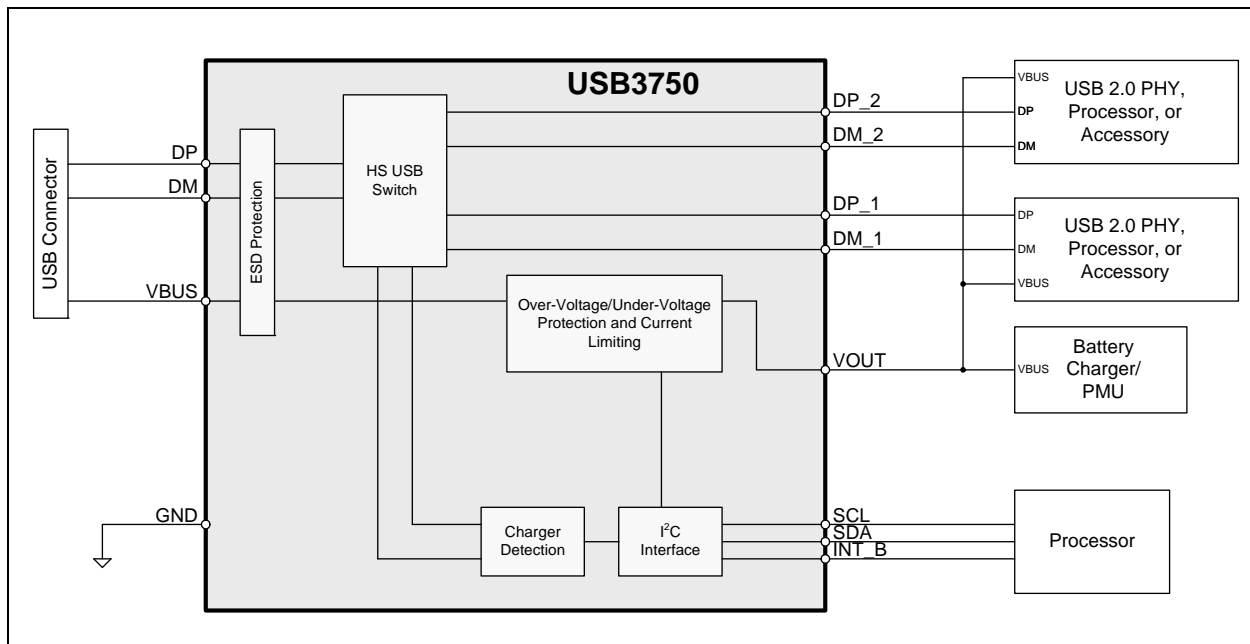 USB3750
DP_2
VBUS
USB 2.0 PHY,
DP
Processor, or
DM_2
DM
Accessory
USB Connector
DP
DM
ESD Protection
HS USB
Switch
DP_1
DP
USB 2.0 PHY,
DM_1
DM
Processor, or
Accessory
VBUS
VBUS
Over-Voltage/Under-Voltage
Protection and Current
Limiting
VOUT
VBUS
Battery
Charger/
PMU
GND
Charger
Detection
I²C
Interface
SCL
SDA
INT_B
Processor